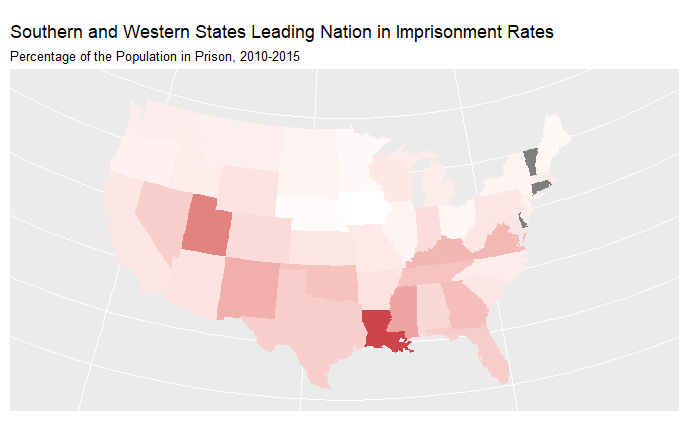 Southern and Western States Leading Nation in Imprisonment Rates
Percentage of the Population in Prison, 2010-2015